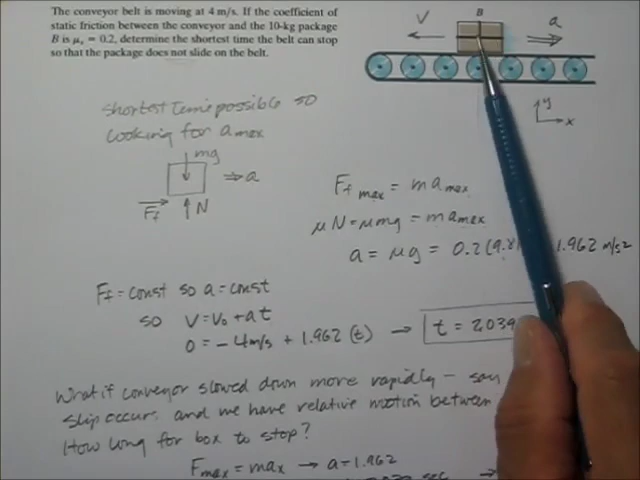 The conveyor belt is moving at 4 m/s. If the coefficient of
static friction between the conveyor and the 10-kg package
B is μs = 0.2, determine the shortest time the belt can stop
so that the package does not slide on the belt.
V
B
a
y
x
shortest time possible so
looking for amax
mg
⇒ a
Ff
N
Ff max = m amax
μN = μmg = m amax
a = μg = 0.2 (9.81 1.962 m/s²
Ff = const so a = const
so V = V0 + at
0 = -4 m/s + 1.962 (t) → t = 2.039
What if conveyor slowed down more rapidly - say
slip occurs, and we have relative motion between
How long for box to stop?
Fmax = max → a = 1.962
sec →